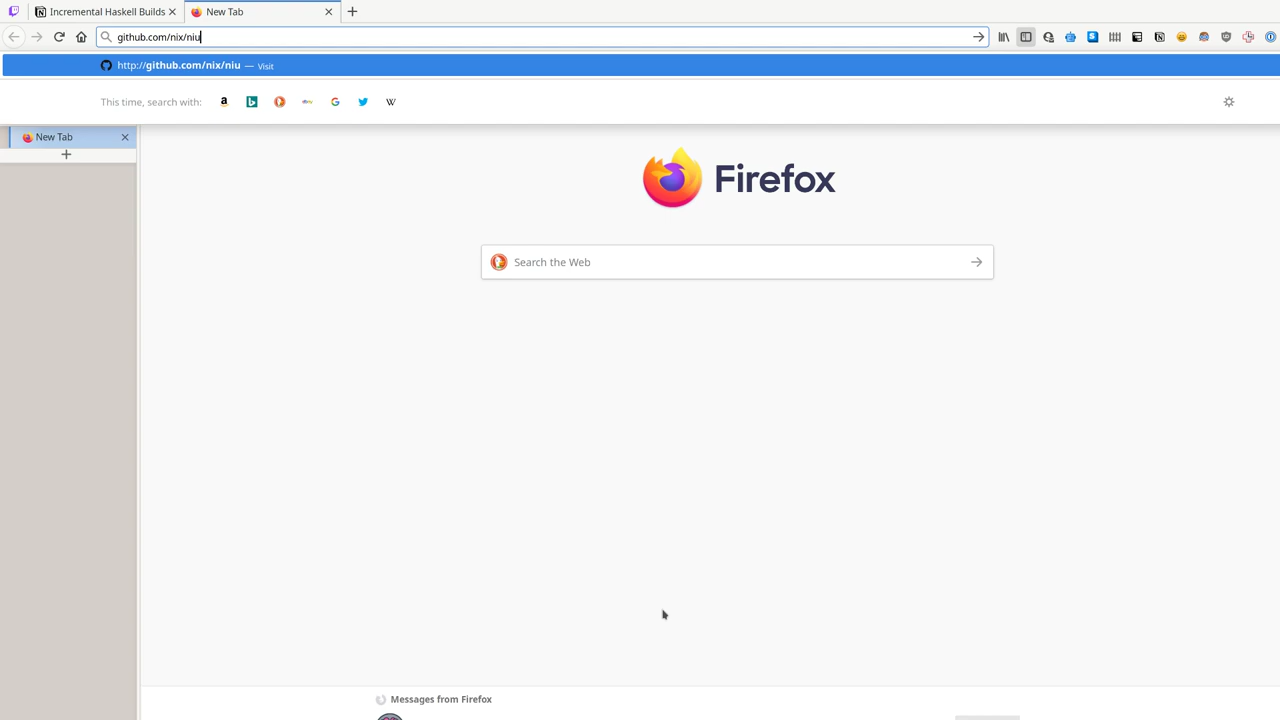 Incremental Haskell Builds
New Tab
github.com/nix/niu
http://github.com/nix/niu — Visit
This time, search with:
New Tab
Firefox
Search the Web
Messages from Firefox